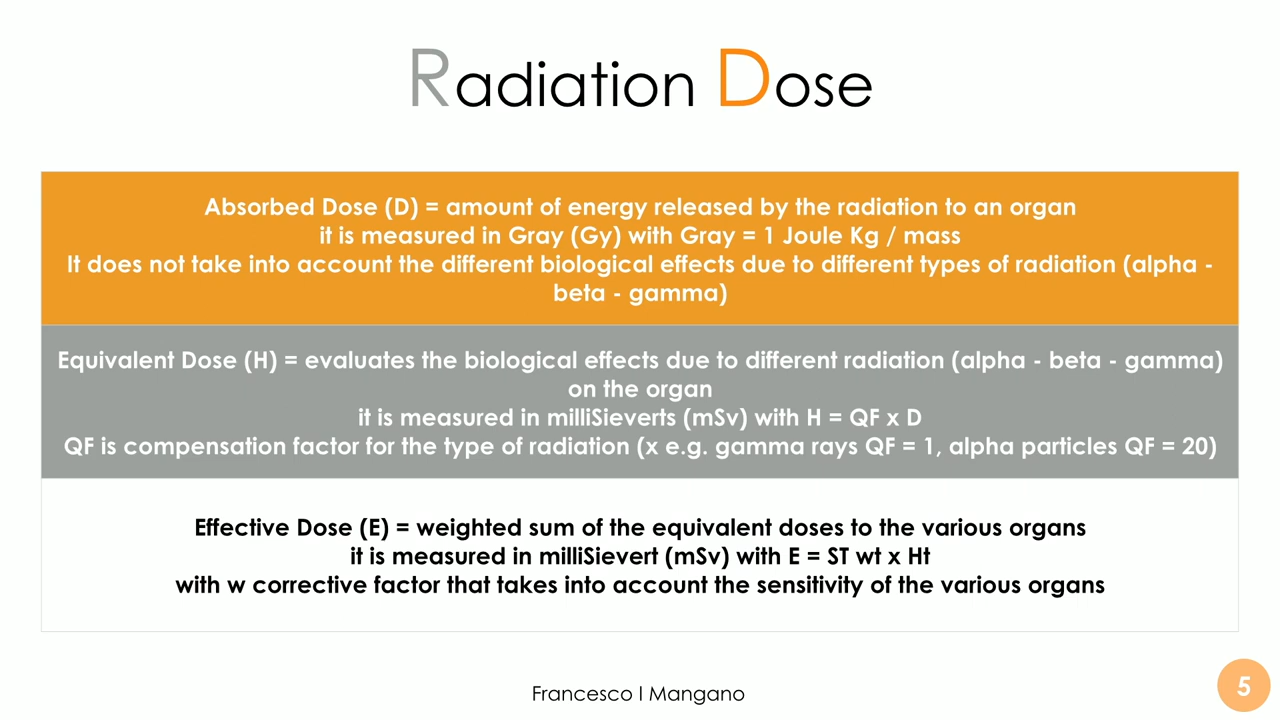 Radiation Dose
Absorbed Dose (D) = amount of energy released by the radiation to an organ
it is measured in Gray (Gy) with Gray = 1 Joule Kg / mass
It does not take into account the different biological effects due to different types of radiation (alpha -
beta - gamma)
Equivalent Dose (H) = evaluates the biological effects due to different radiation (alpha - beta - gamma)
on the organ
it is measured in milliSieverts (mSv) with H = QF x D
QF is compensation factor for the type of radiation (x e.g. gamma rays QF = 1, alpha particles QF = 20)
Effective Dose (E) = weighted sum of the equivalent doses to the various organs
it is measured in milliSievert (mSv) with E = ST wt x Ht
with w corrective factor that takes into account the sensitivity of the various organs
Francesco I Mangano
5